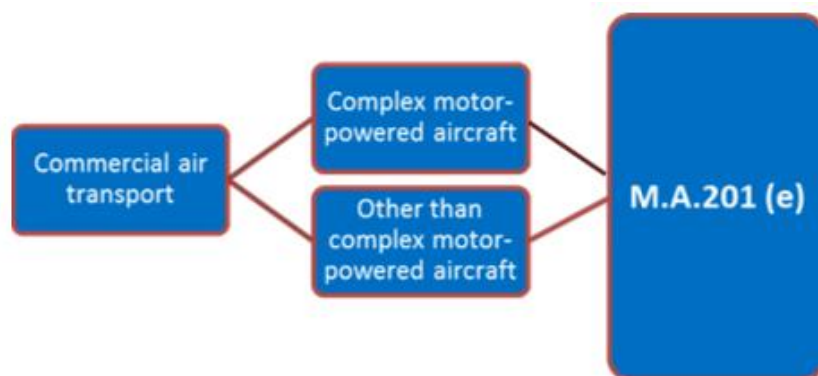 Commercial air
transport
Complex motor-
powered aircraft
Other than
complex motor-
powered aircraft
M.A.201 (e)